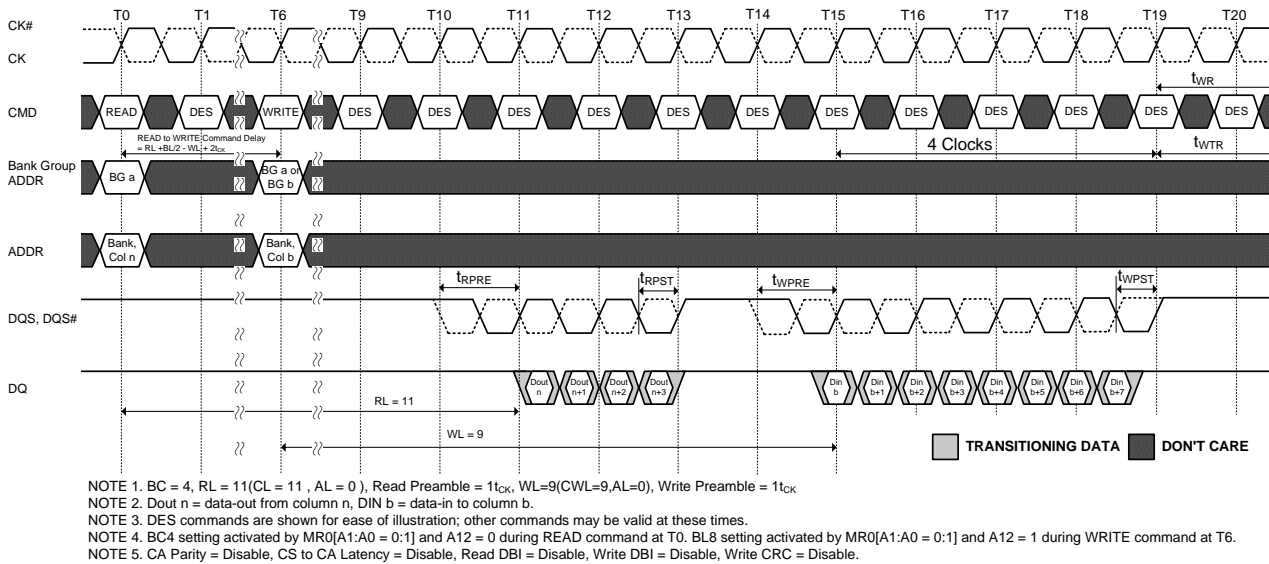 T0 T1 T6 T9 T10 T11 T12 T13 T14 T15 T16 T17 T18 T19 T20
CK#
CK
tWR
CMD READ DES WRITE DES DES DES DES DES DES DES DES DES DES DES DES
READ to WRITE Command Delay
= RL +BL/2 - WL + 2tCK
4 Clocks
tWTR
Bank Group
ADDR
BG a
BG a or
BG b
ADDR
Bank,
Col n
Bank,
Col b
tRPRE tRPST tWPRE tWPST
DQS, DQS#
DQ
Dout
n
Dout
n+1
Dout
n+2
Dout
n+3
Din
b
Din
b+1
Din
b+2
Din
b+3
Din
b+4
Din
b+5
Din
b+6
Din
b+7
RL = 11
WL = 9
TRANSITIONING DATA DON'T CARE
NOTE 1. BC = 4, RL = 11(CL = 11 , AL = 0 ), Read Preamble = 1tCK, WL=9(CWL=9,AL=0), Write Preamble = 1tCK
NOTE 2. Dout n = data-out from column n, DIN b = data-in to column b.
NOTE 3. DES commands are shown for ease of illustration; other commands may be valid at these times.
NOTE 4. BC4 setting activated by MR0[A1:A0 = 0:1] and A12 = 0 during READ command at T0. BL8 setting activated by MR0[A1:A0 = 0:1] and A12 = 1 during WRITE command at T6.
NOTE 5. CA Parity = Disable, CS to CA Latency = Disable, Read DBI = Disable, Write DBI = Disable, Write CRC = Disable.